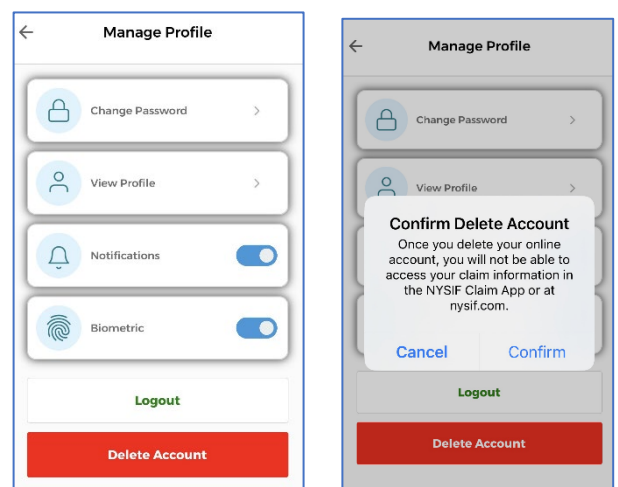 Manage Profile
Change Password
View Profile
Notifications
Biometric
Logout
Delete Account
Manage Profile
Change Password
View Profile
Confirm Delete Account
Once you delete your online
account, you will not be able to
access your claim information in
the NYSIF Claim App or at
nysif.com.
Cancel Confirm
Logout
Delete Account